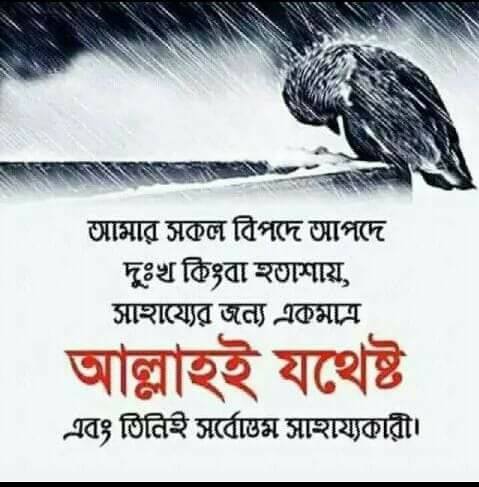 আমার সকল বিপদে আপদে
দুঃখ কিংবা হতাশায়,
সাহায্যের জন্য একমাত্র
আল্লাহই যথেষ্ট
এবং তিনিই সর্বোত্তম সাহায্যকারী।